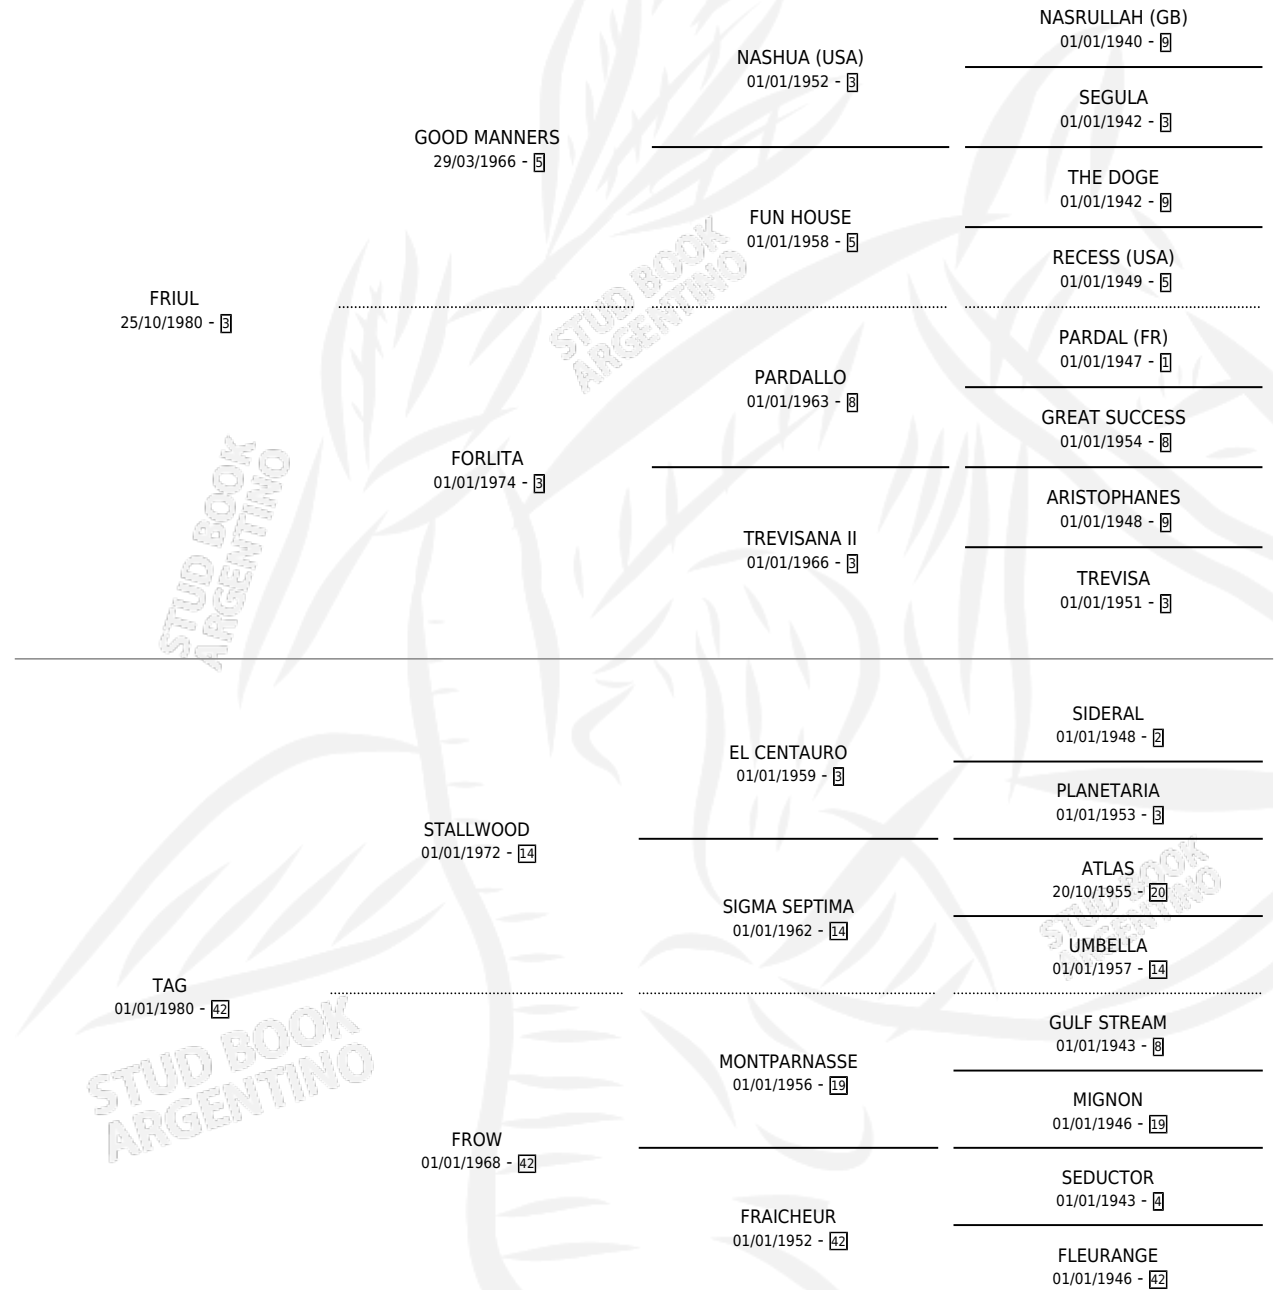 NASRULLAH (GB)
01/01/1940 - 9
NASHUA (USA)
01/01/1952 - 3
SEGULA
01/01/1942 - 3
GOOD MANNERS
29/03/1966 - 5
THE DOGE
01/01/1942 - 9
FUN HOUSE
01/01/1958 - 5
RECESS (USA)
01/01/1949 - 5
FRIUL
25/10/1980 - 3
PARDAL (FR)
01/01/1947 - 1
PARDALLO
01/01/1963 - 8
GREAT SUCCESS
01/01/1954 - 8
FORLITA
01/01/1974 - 3
ARISTOPHANES
01/01/1948 - 9
TREVISANA II
01/01/1966 - 3
TREVISA
01/01/1951 - 3
STUD BOOK
ARGENTINO
STUD BOOK
ARGENTINO
SIDERAL
01/01/1948 - 2
EL CENTAURO
01/01/1959 - 3
PLANETARIA
01/01/1953 - 3
STALLWOOD
01/01/1972 - 14
ATLAS
20/10/1955 - 20
SIGMA SEPTIMA
01/01/1962 - 14
UMBELLA
01/01/1957 - 14
STUD BOOK
ARGENTINO
TAG
01/01/1980 - 42
GULF STREAM
01/01/1943 - 8
MONTPARNASSE
01/01/1956 - 19
MIGNON
01/01/1946 - 19
FROW
01/01/1968 - 42
SEDUCTOR
01/01/1943 - 4
FRAICHEUR
01/01/1952 - 42
FLEURANGE
01/01/1946 - 42
STUD BOOK
ARGENTINO